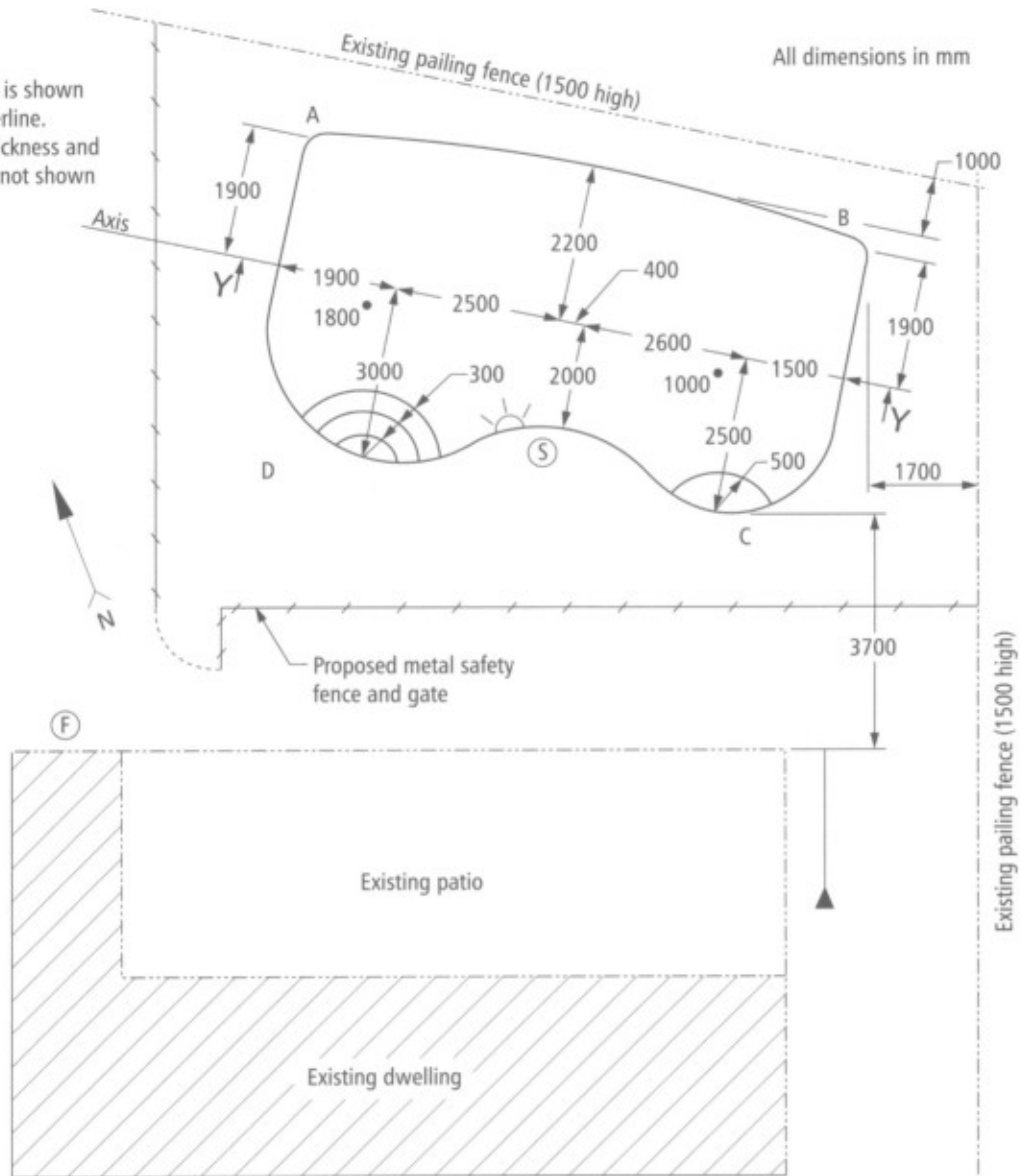 Existing pailing fence (1500 high)
All dimensions in mm
is shown
erline.
ckness and
not shown
A
1000
1900
B
Axis
2200
Y
1900
400
1800
2500
1900
2600
3000
300
2000
1000
1500
Y
2500
S
500
D
1700
C
N
3700
Proposed metal safety
fence and gate
F
Existing pailing fence (1500 high)
Existing patio
Existing dwelling